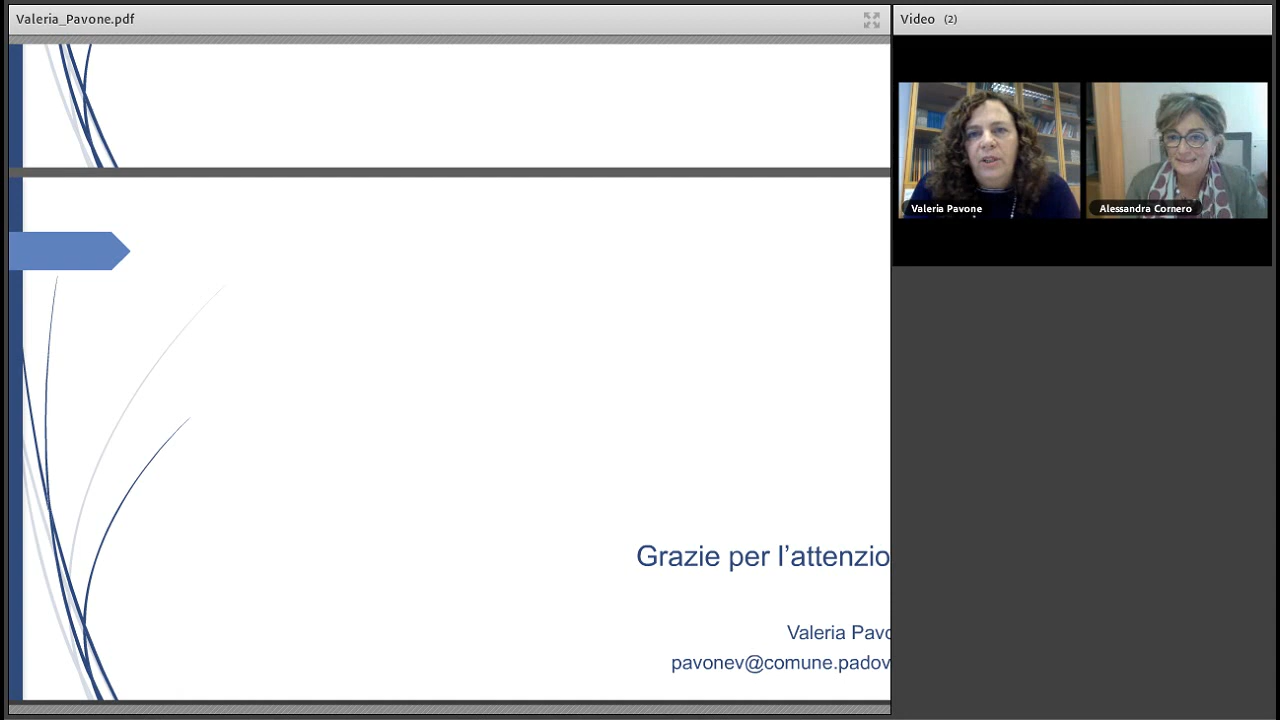 Valeria_Pavone.pdf
Video (2)
Valeria Pavone
Alessandra Cornero
Grazie per l'attenzio
Valeria Pavo
pavonev@comune.padov